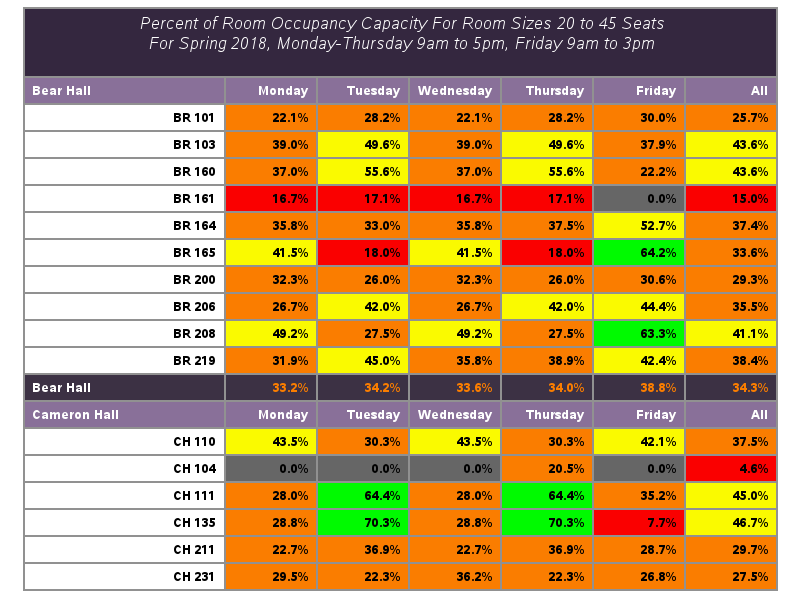 Percent of Room Occupancy Capacity For Room Sizes 20 to 45 Seats
For Spring 2018, Monday-Thursday 9am to 5pm, Friday 9am to 3pm
Bear Hall Monday Tuesday Wednesday Thursday Friday All
BR 101 22.1% 28.2% 22.1% 28.2% 30.0% 25.7%
BR 103 39.0% 49.6% 39.0% 49.6% 37.9% 43.6%
BR 160 37.0% 55.6% 37.0% 55.6% 22.2% 43.6%
BR 161 16.7% 17.1% 16.7% 17.1% 0.0% 15.0%
BR 164 35.8% 33.0% 35.8% 37.5% 52.7% 37.4%
BR 165 41.5% 18.0% 41.5% 18.0% 64.2% 33.6%
BR 200 32.3% 26.0% 32.3% 26.0% 30.6% 29.3%
BR 206 26.7% 42.0% 26.7% 42.0% 44.4% 35.5%
BR 208 49.2% 27.5% 49.2% 27.5% 63.3% 41.1%
BR 219 31.9% 45.0% 35.8% 38.9% 42.4% 38.4%
Bear Hall 33.2% 34.2% 33.6% 34.0% 38.8% 34.3%
Cameron Hall Monday Tuesday Wednesday Thursday Friday All
CH 110 43.5% 30.3% 43.5% 30.3% 42.1% 37.5%
CH 104 0.0% 0.0% 0.0% 20.5% 0.0% 4.6%
CH 111 28.0% 64.4% 28.0% 64.4% 35.2% 45.0%
CH 135 28.8% 70.3% 28.8% 70.3% 7.7% 46.7%
CH 211 22.7% 36.9% 22.7% 36.9% 28.7% 29.7%
CH 231 29.5% 22.3% 36.2% 22.3% 26.8% 27.5%